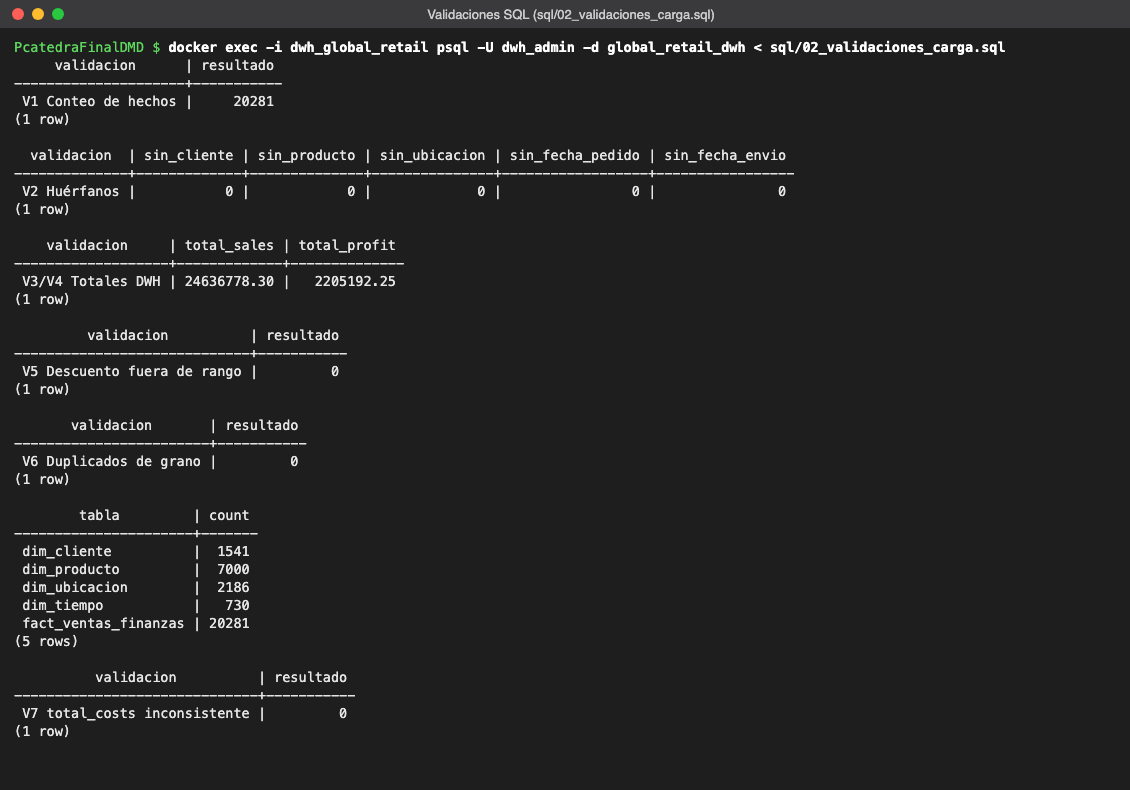 Validaciones SQL (sql/02_validaciones_carga.sql)
PcatedraFinalDMD $ docker exec -i dwh_global_retail psql -U dwh_admin -d global_retail_dwh < sql/02_validaciones_carga.sql
     validacion      | resultado
---------------------+-----------
 V1 Conteo de hechos |     20281
(1 row)

  validacion  | sin_cliente | sin_producto | sin_ubicacion | sin_fecha_pedido | sin_fecha_envio
--------------+-------------+--------------+---------------+------------------+-----------------
 V2 Huérfanos |           0 |            0 |             0 |                0 |               0
(1 row)

    validacion     | total_sales | total_profit
-------------------+-------------+--------------
 V3/V4 Totales DWH | 24636778.30 |   2205192.25
(1 row)

         validacion          | resultado
-----------------------------+-----------
 V5 Descuento fuera de rango |         0
(1 row)

       validacion       | resultado
------------------------+-----------
 V6 Duplicados de grano |         0
(1 row)

        tabla         | count
----------------------+-------
 dim_cliente          |  1541
 dim_producto         |  7000
 dim_ubicacion        |  2186
 dim_tiempo           |   730
 fact_ventas_finanzas | 20281
(5 rows)

          validacion          | resultado
------------------------------+-----------
 V7 total_costs inconsistente |         0
(1 row)